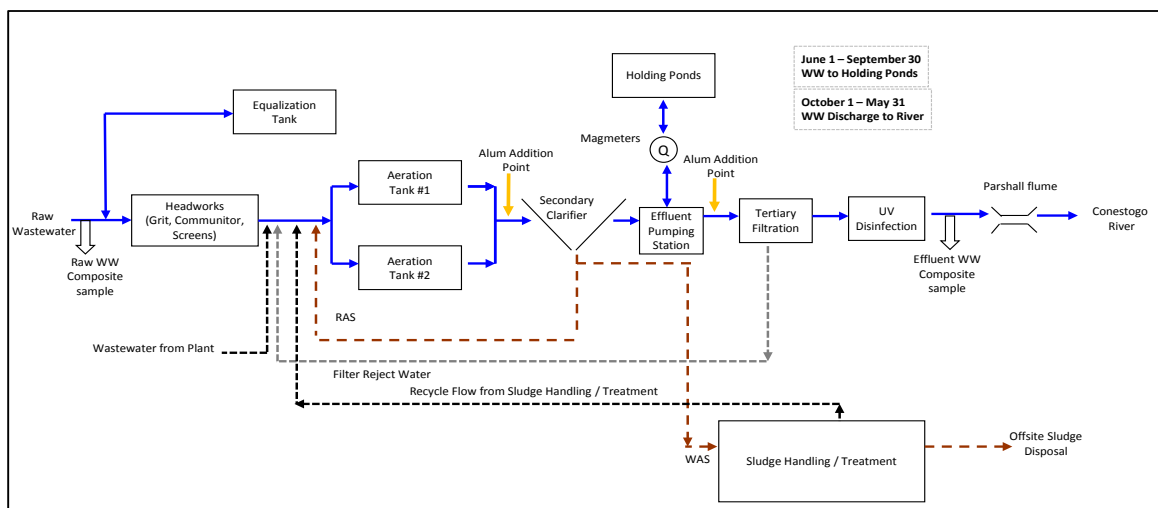 June 1 – September 30
WW to Holding Ponds
October 1 – May 31
WW Discharge to River
Holding Ponds
Equalization
Tank
Magmeters
Q
Alum Addition
Point
Alum Addition
Point
Aeration
Tank #1
Secondary
Clarifier
Parshall flume
Raw
Wastewater
Headworks
(Grit, Communitor,
Screens)
Effluent
Pumping
Station
Tertiary
Filtration
UV
Disinfection
Conestogo
River
Raw WW
Composite
sample
Aeration
Tank #2
Effluent WW
Composite
sample
RAS
Wastewater from Plant
Filter Reject Water
Recycle Flow from Sludge Handling / Treatment
WAS
Sludge Handling / Treatment
Offsite Sludge
Disposal